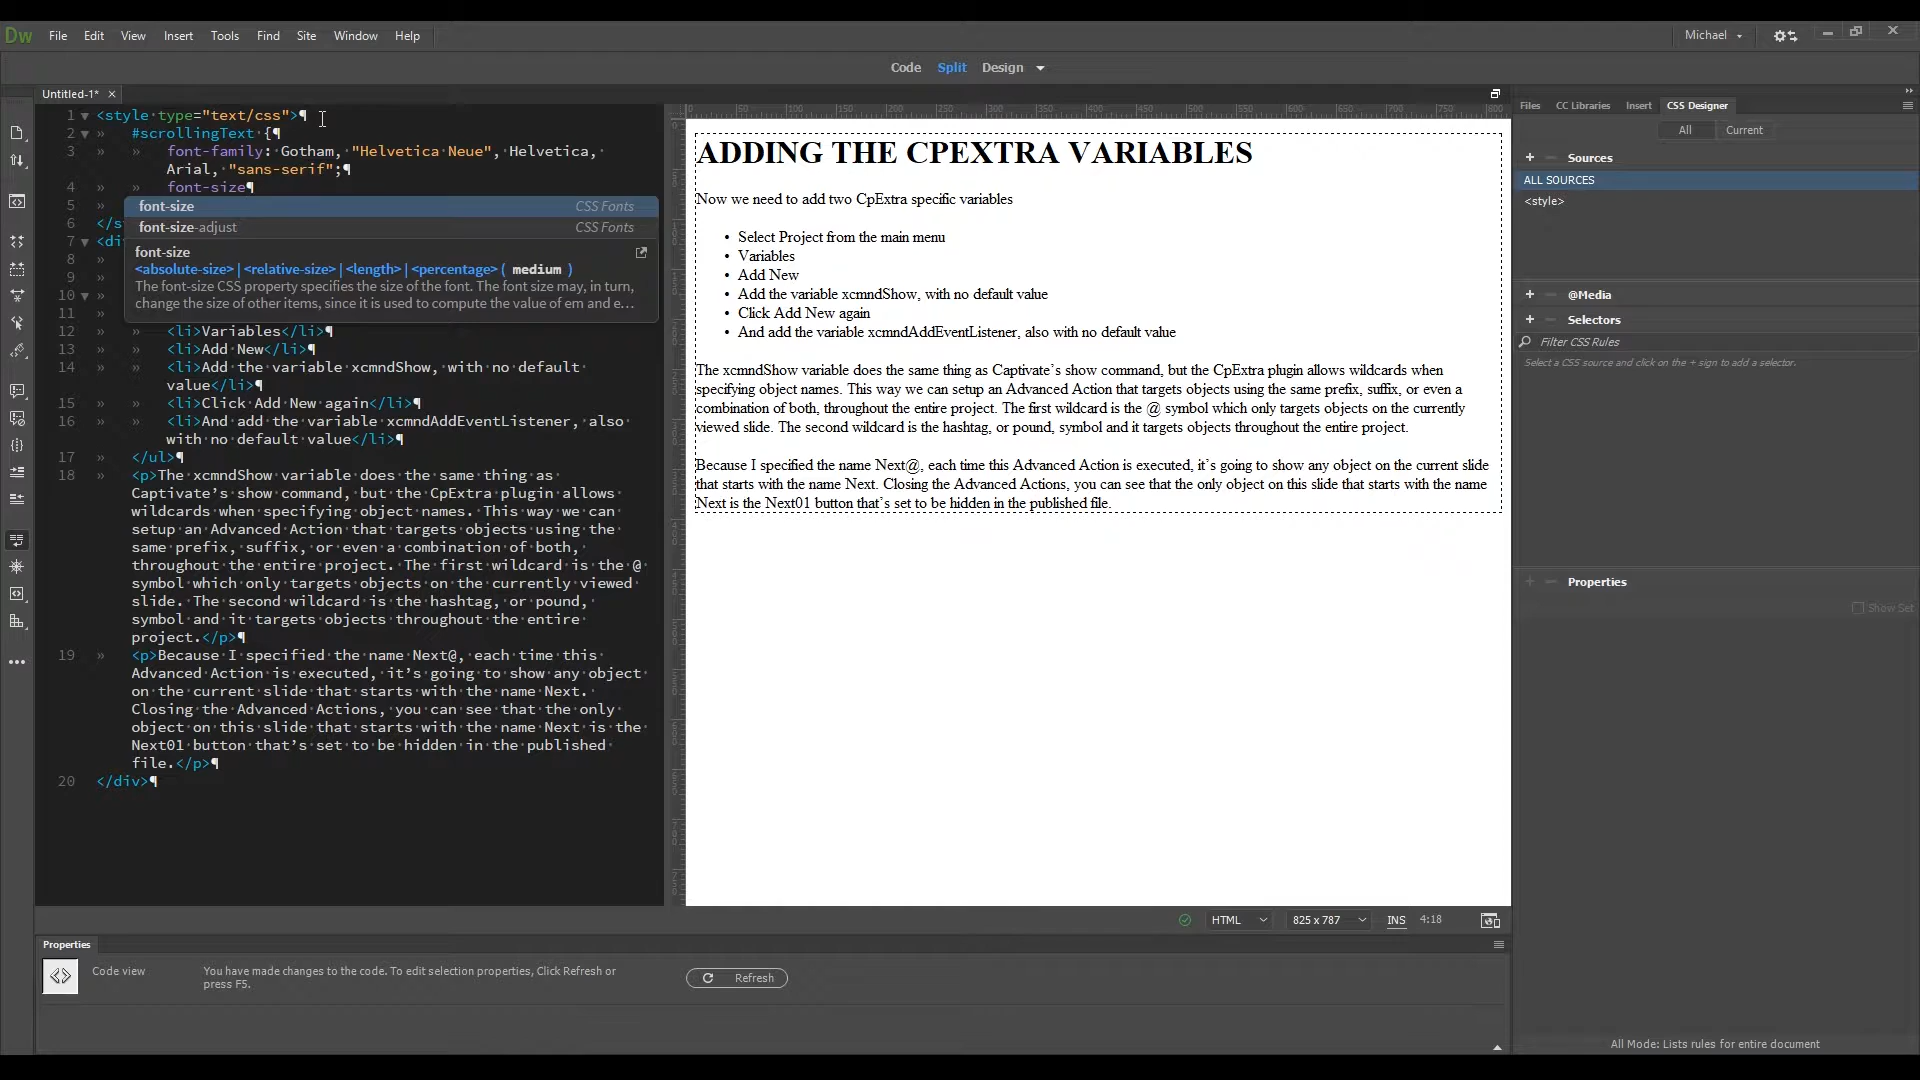 Dw File Edit View Insert Tools Find Site Window Help Michael
Code Split Design
Untitled-1* ×
1 <style type="text/css">¶
2 » #scrollingText {¶
3 » » font-family: Gotham, "Helvetica Neue", Helvetica,
Arial, "sans-serif";¶
4 » » font-size¶
5 »
font-size CSS Fonts
6 </s
font-size-adjust CSS Fonts
7 <di
font-size
<absolute-size> | <relative-size> | <length> | <percentage> ( medium )
The font-size CSS property specifies the size of the font. The font size may, in turn,
change the size of other items, since it is used to compute the value of em and e…
8 »
9 »
10 »
11 » »
12 » » <li>Variables</li>¶
13 » » <li>Add New</li>¶
14 » » <li>Add the variable xcmndShow, with no default
value</li>¶
15 » » <li>Click Add New again</li>¶
16 » » <li>And add the variable xcmndAddEventListener, also
with no default value</li>¶
17 » </ul>¶
18 » <p>The xcmndShow variable does the same thing as
Captivate’s show command, but the CpExtra plugin allows
wildcards when specifying object names. This way we can
setup an Advanced Action that targets objects using the
same prefix, suffix, or even a combination of both,
throughout the entire project. The first wildcard is the @
symbol which only targets objects on the currently viewed
slide. The second wildcard is the hashtag, or pound,
symbol and it targets objects throughout the entire
project.</p>¶
19 » <p>Because I specified the name Next@, each time this
Advanced Action is executed, it’s going to show any object
on the current slide that starts with the name Next.
Closing the Advanced Actions, you can see that the only
object on this slide that starts with the name Next is the
Next01 button that’s set to be hidden in the published
file.</p>¶
20 </div>¶
0 50 100 150 200 250 300 350 400 450 500 550 600 650 700 750 800
ADDING THE CPEXTRA VARIABLES
Now we need to add two CpExtra specific variables
• Select Project from the main menu
• Variables
• Add New
• Add the variable xcmndShow, with no default value
• Click Add New again
• And add the variable xcmndAddEventListener, also with no default value
The xcmndShow variable does the same thing as Captivate’s show command, but the CpExtra plugin allows wildcards when
specifying object names. This way we can setup an Advanced Action that targets objects using the same prefix, suffix, or even a
combination of both, throughout the entire project. The first wildcard is the @ symbol which only targets objects on the currently
viewed slide. The second wildcard is the hashtag, or pound, symbol and it targets objects throughout the entire project.
Because I specified the name Next@, each time this Advanced Action is executed, it’s going to show any object on the current slide
that starts with the name Next. Closing the Advanced Actions, you can see that the only object on this slide that starts with the name
Next is the Next01 button that’s set to be hidden in the published file.
HTML 825 x 787 INS 4:18
Files CC Libraries Insert CSS Designer
All Current
+ − Sources
ALL SOURCES
<style>
+ − @Media
+ − Selectors
Filter CSS Rules
Select a CSS source and click on the + sign to add a selector.
+ − Properties
Show Set
All Mode: Lists rules for entire document
Properties
Code view
You have made changes to the code. To edit selection properties, Click Refresh or
press F5.
Refresh